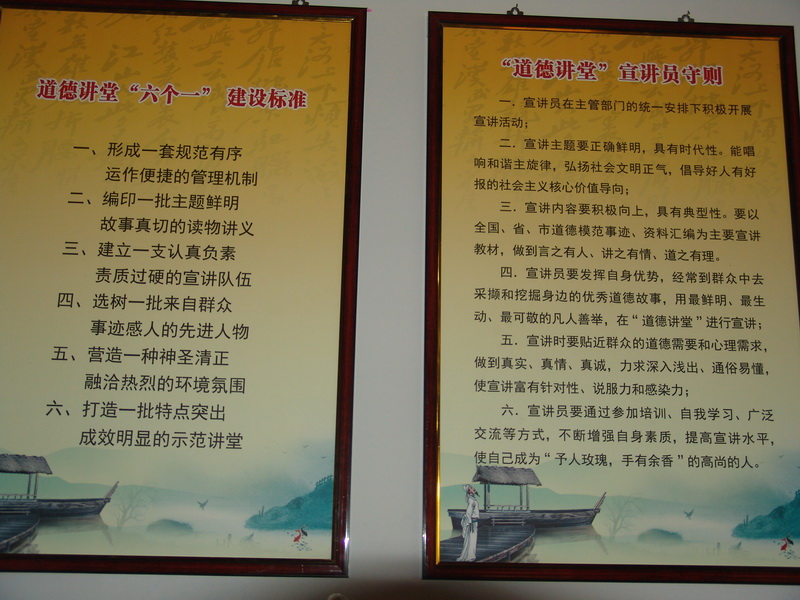 道德讲堂“六个一” 建设标准
一、形成一套规范有序
运作便捷的管理机制
二、编印一批主题鲜明
故事真切的读物讲义
三、建立一支认真负素
责质过硬的宣讲队伍
四、选树一批来自群众
事迹感人的先进人物
五、营造一种神圣清正
融洽热烈的环境氛围
六、打造一批特点突出
成效明显的示范讲堂
“道德讲堂”宣讲员守则
一．宣讲员在主管部门的统一安排下积极开展
宣讲活动；
二．宣讲主题要正确鲜明，具有时代性。能唱
响和谐主旋律，弘扬社会文明正气，倡导好人有好
报的社会主义核心价值导向；
三．宣讲内容要积极向上，具有典型性。要以
全国、省、市道德模范事迹、资料汇编为主要宣讲
教材，做到言之有人、讲之有情、道之有理。
四．宣讲员要发挥自身优势，经常到群众中去
采撷和挖掘身边的优秀道德故事，用最鲜明、最生
动、最可敬的凡人善举，在“道德讲堂”进行宣讲；
五．宣讲时要贴近群众的道德需要和心理需求，
做到真实、真情、真诚，力求深入浅出、通俗易懂，
使宣讲富有针对性、说服力和感染力；
六．宣讲员要通过参加培训、自我学习、广泛
交流等方式，不断增强自身素质，提高宣讲水平，
使自己成为“予人玫瑰，手有余香”的高尚的人。